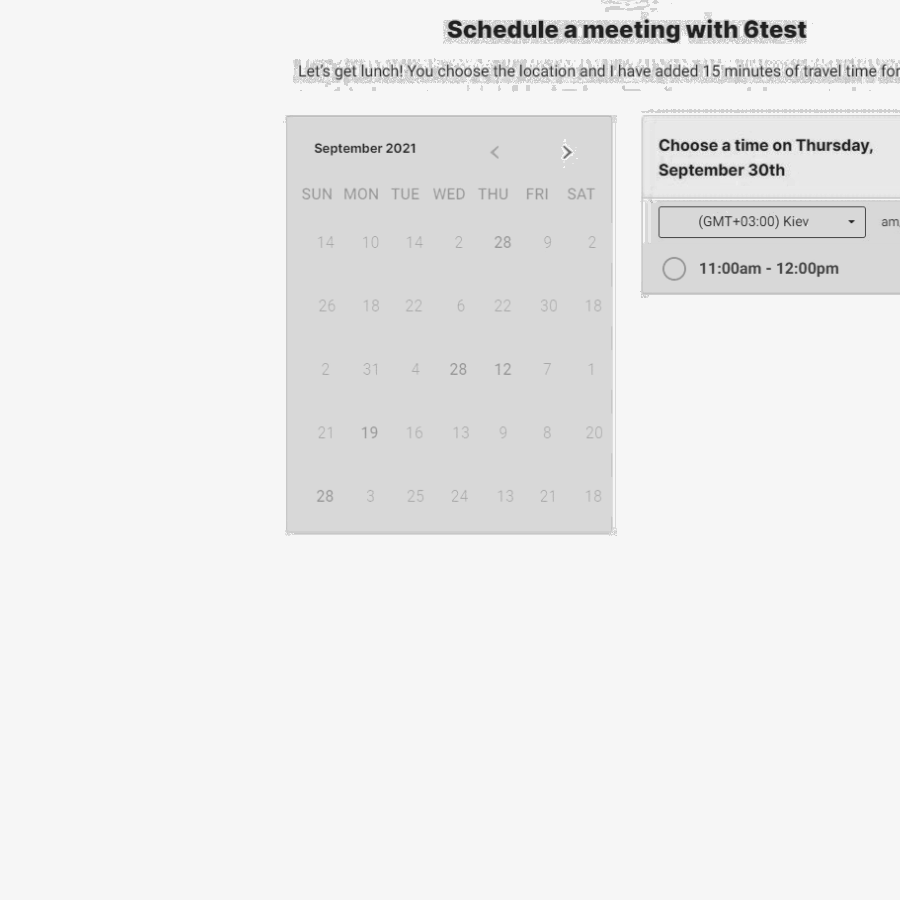 Schedule a meeting with 6test
Let's get lunch! You choose the location and I have added 15 minutes of travel time for
September 2021
SUN MON TUE WED THU FRI SAT
14 10 14 2 28 9 2
26 18 22 6 22 30 18
2 31 4 28 12 7 1
21 19 16 13 9 8 20
28 3 25 24 13 21 18
Choose a time on Thursday,
September 30th
(GMT+03:00) Kiev
am
11:00am - 12:00pm